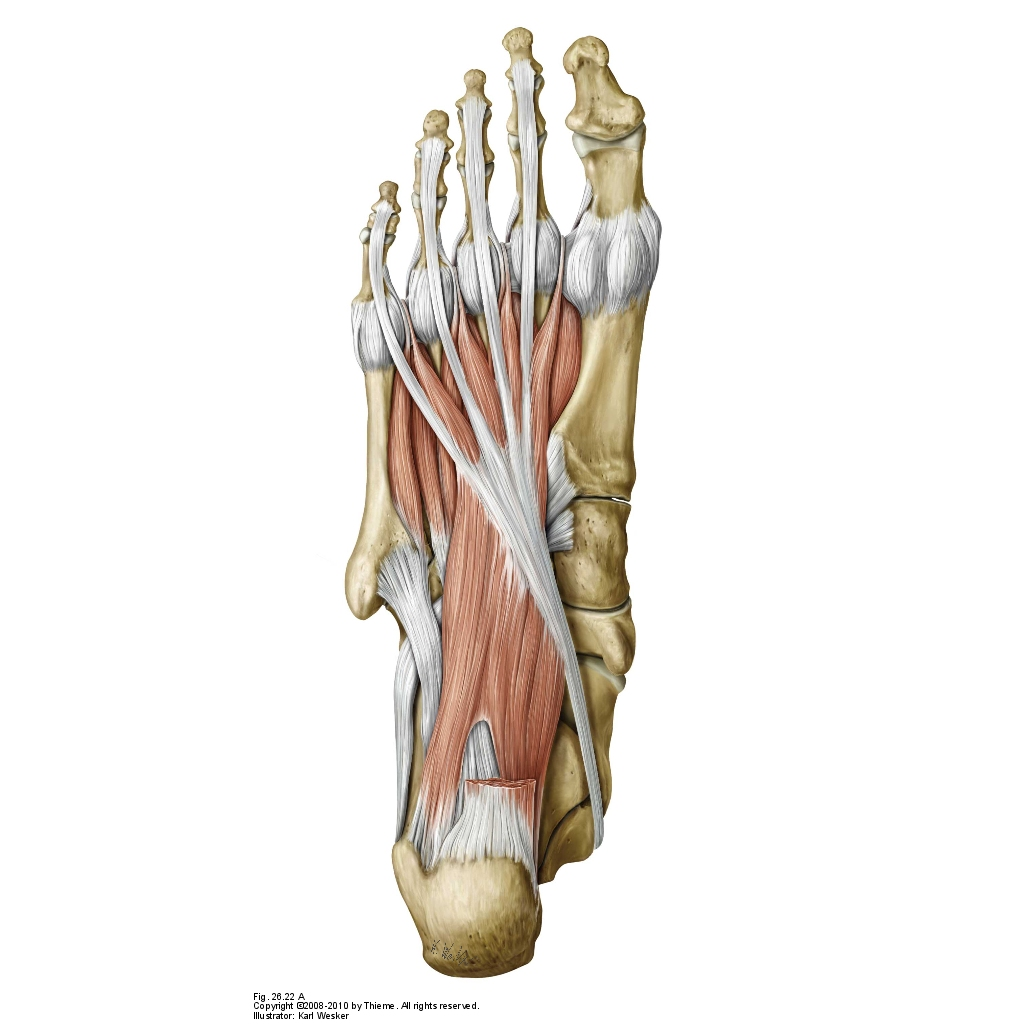 Fig. 26.22 A
Copyright ©2008-2010 by Thieme. All rights reserved.
Illustrator: Karl Wesker